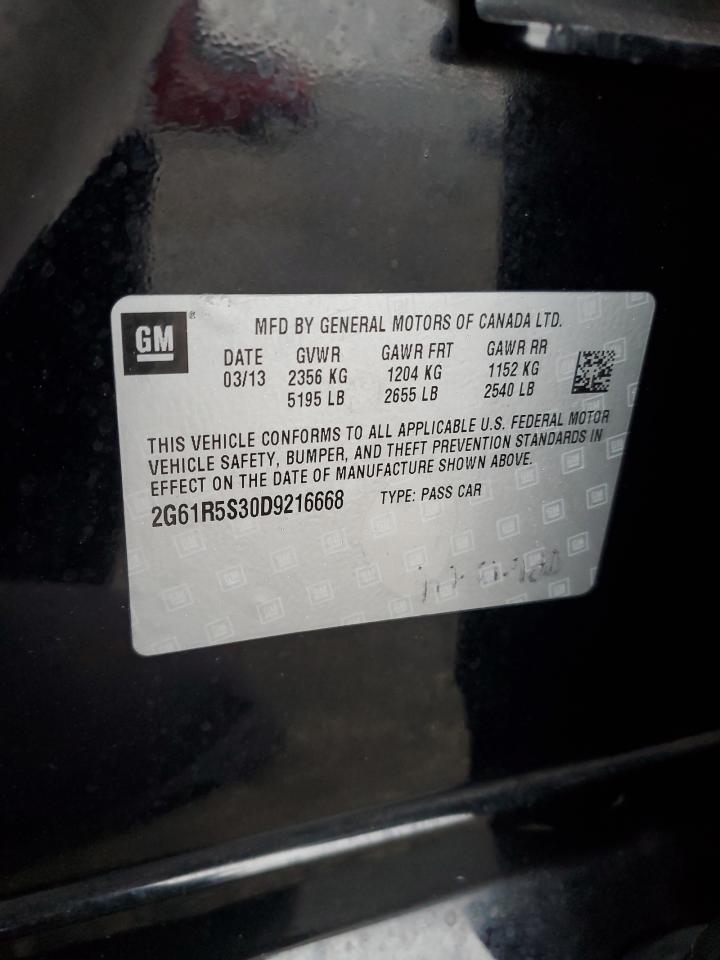 GM
MFD BY GENERAL MOTORS OF CANADA LTD.
DATE GVWR GAWR FRT GAWR RR
03/13 2356 KG 1204 KG 1152 KG
5195 LB 2655 LB 2540 LB
THIS VEHICLE CONFORMS TO ALL APPLICABLE U.S. FEDERAL MOTOR
VEHICLE SAFETY, BUMPER, AND THEFT PREVENTION STANDARDS IN
EFFECT ON THE DATE OF MANUFACTURE SHOWN ABOVE.
2G61R5S30D9216668 TYPE: PASS CAR